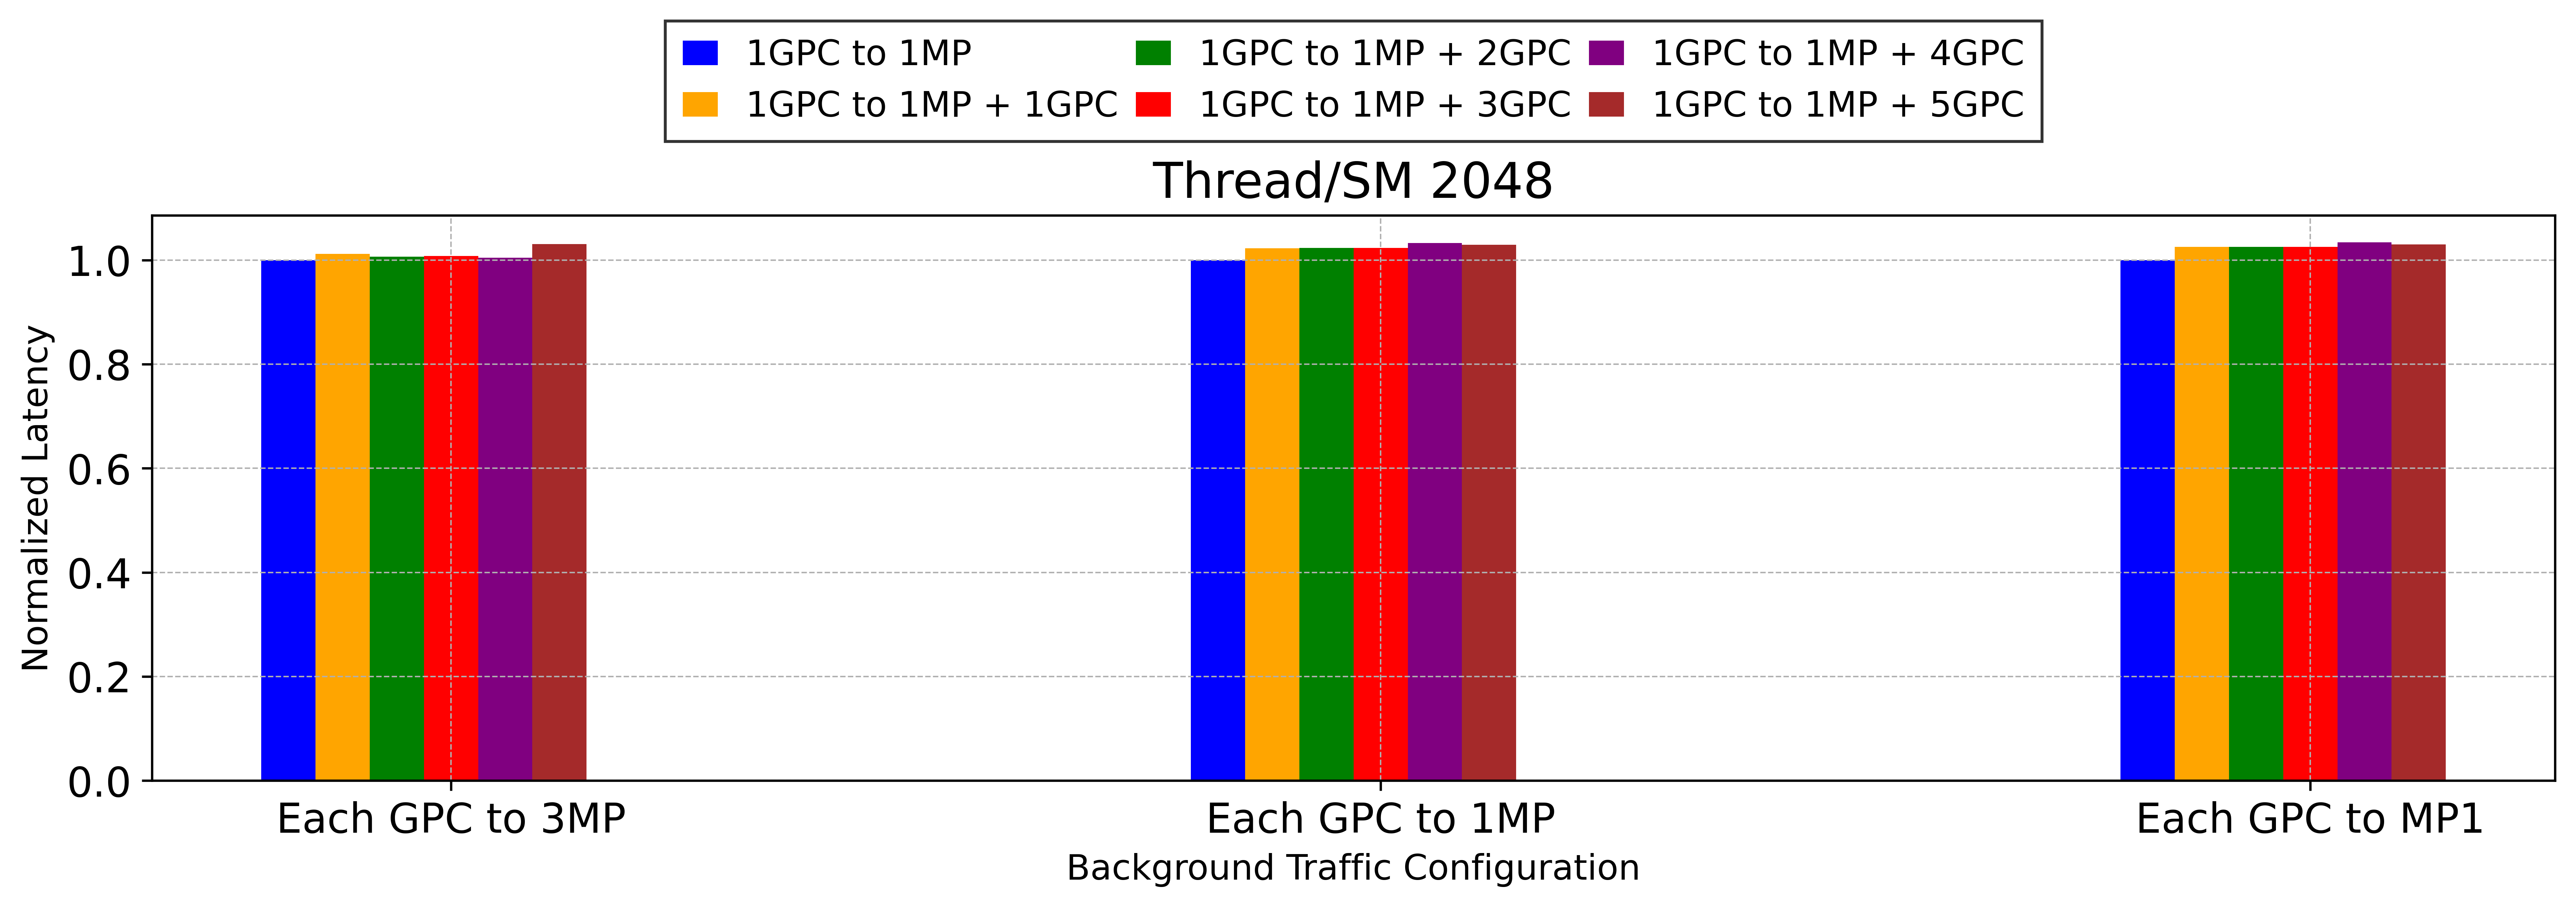 1GPC to 1MP
1GPC to 1MP + 1GPC
1GPC to 1MP + 2GPC
1GPC to 1MP + 3GPC
1GPC to 1MP + 4GPC
1GPC to 1MP + 5GPC
Thread/SM 2048
Normalized Latency
1.0
0.8
0.6
0.4
0.2
0.0
Each GPC to 3MP
Each GPC to 1MP
Each GPC to MP1
Background Traffic Configuration